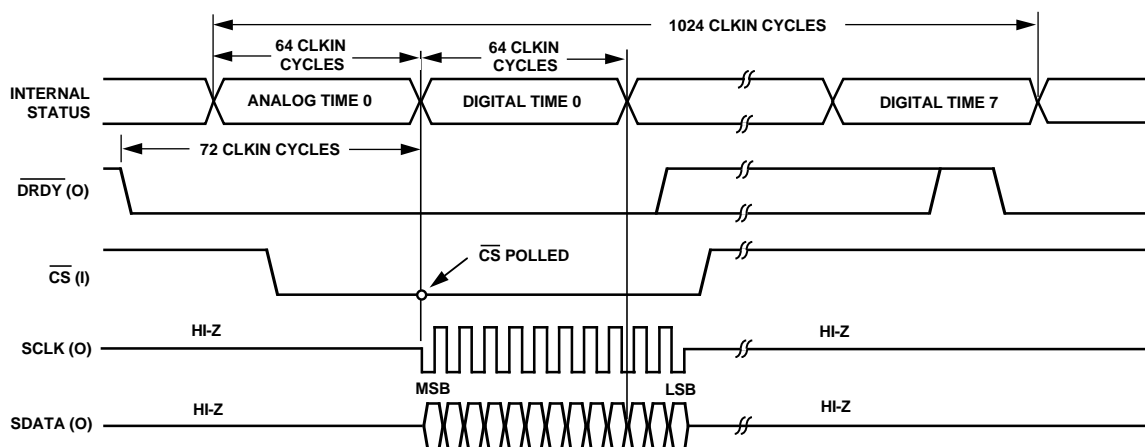 1024 CLKIN CYCLES
64 CLKIN
CYCLES
64 CLKIN
CYCLES
INTERNAL
STATUS
ANALOG TIME 0
DIGITAL TIME 0
DIGITAL TIME 7
72 CLKIN CYCLES
DRDY (O)
CS (I)
CS POLLED
HI-Z
HI-Z
SCLK (O)
MSB
LSB
HI-Z
HI-Z
SDATA (O)